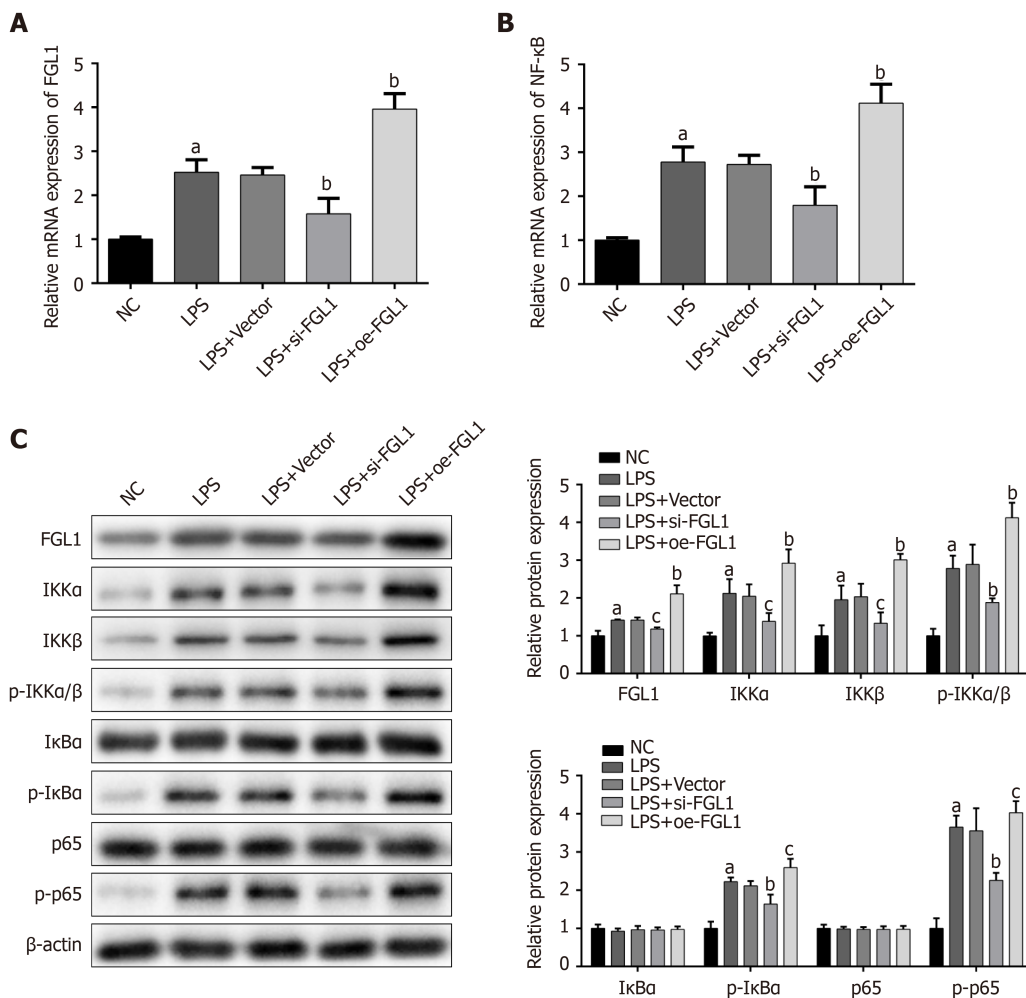 A
Relative mRNA expression of FGL1
5
4
3
2
1
0
a
b
b
NC
LPS
LPS+Vector
LPS+si-FGL1
LPS+oe-FGL1
B
Relative mRNA expression of NF-κB
5
4
3
2
1
0
a
b
b
NC
LPS
LPS+Vector
LPS+si-FGL1
LPS+oe-FGL1
C
NC
LPS
LPS+Vector
LPS+si-FGL1
LPS+oe-FGL1
FGL1
IKKα
IKKβ
p-IKKα/β
IκBα
p-IκBα
p65
p-p65
β-actin
Relative protein expression
5
4
3
2
1
0
NC
LPS
LPS+Vector
LPS+si-FGL1
LPS+oe-FGL1
a
c
b
a
c
b
a
c
b
a
b
b
FGL1
IKKα
IKKβ
p-IKKα/β
Relative protein expression
5
4
3
2
1
0
NC
LPS
LPS+Vector
LPS+si-FGL1
LPS+oe-FGL1
a
b
c
a
b
c
IκBα
p-IκBα
p65
p-p65